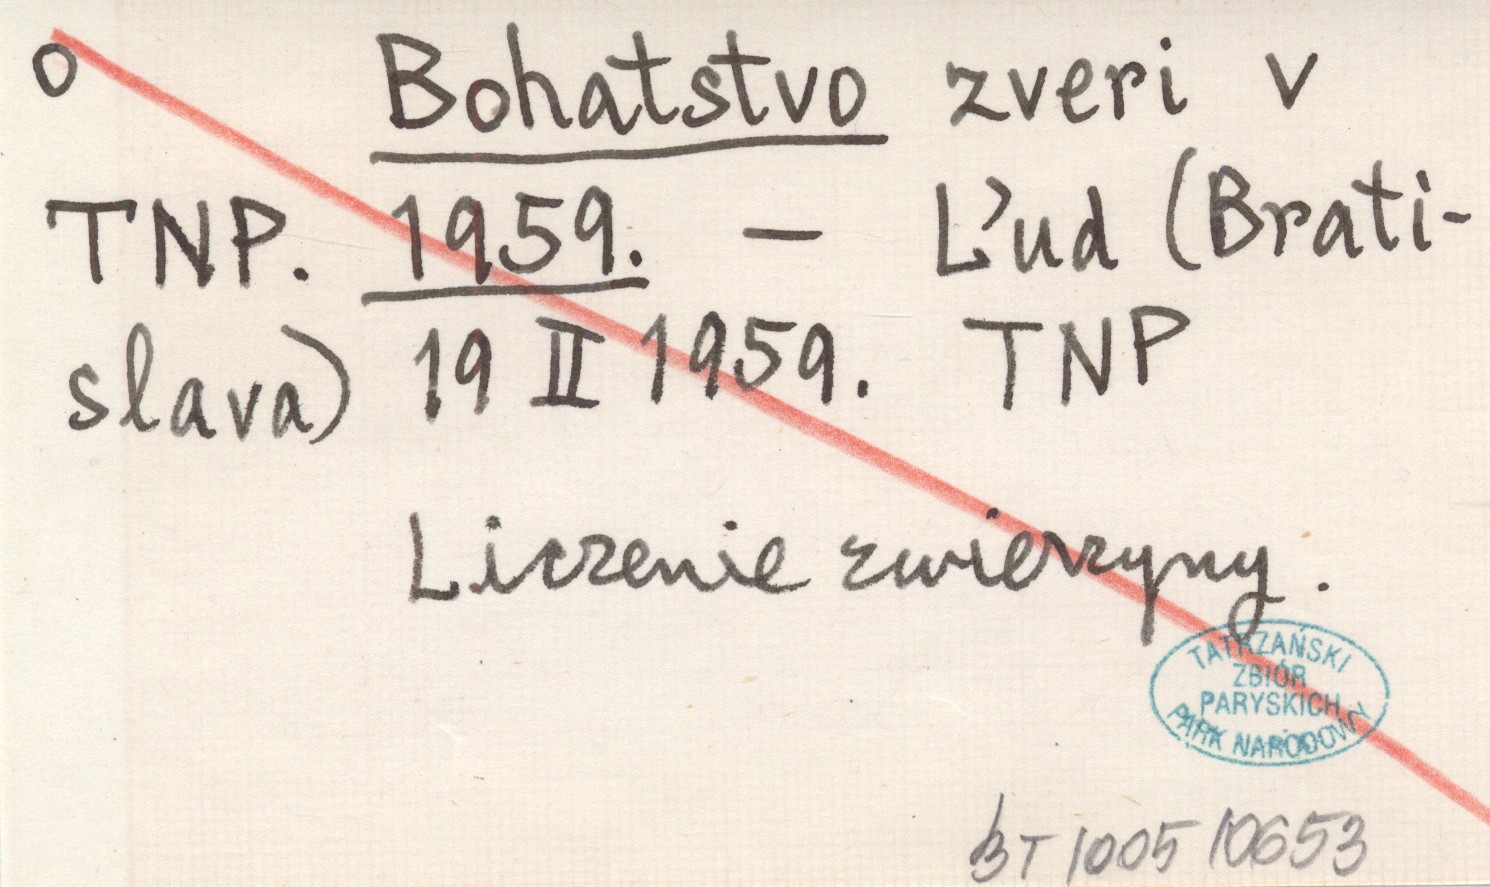 o Bohatstvo zveri v
TNP. 1959. — Ľud (Brati-
slava) 19 II 1959. TNP
Liczenie zwierzyny.
TATRZAŃSKI
ZBIÓR
PARYSKICH
PARK NARODOWY
BT 1005 10653